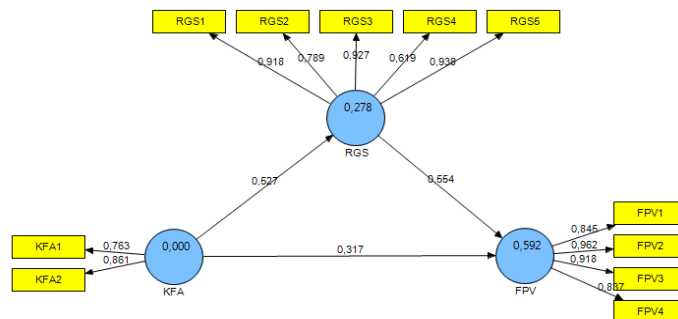 RGS1 RGS2 RGS3 RGS4 RGS5
0,918 0,789 0,927 0,619 0,938
0,278
RGS
0,527 0,554
KFA1 0,763
KFA2 0,861
0,000
KFA
0,317
0,592
FPV
0,845 FPV1
0,962 FPV2
0,918 FPV3
0,837 FPV4